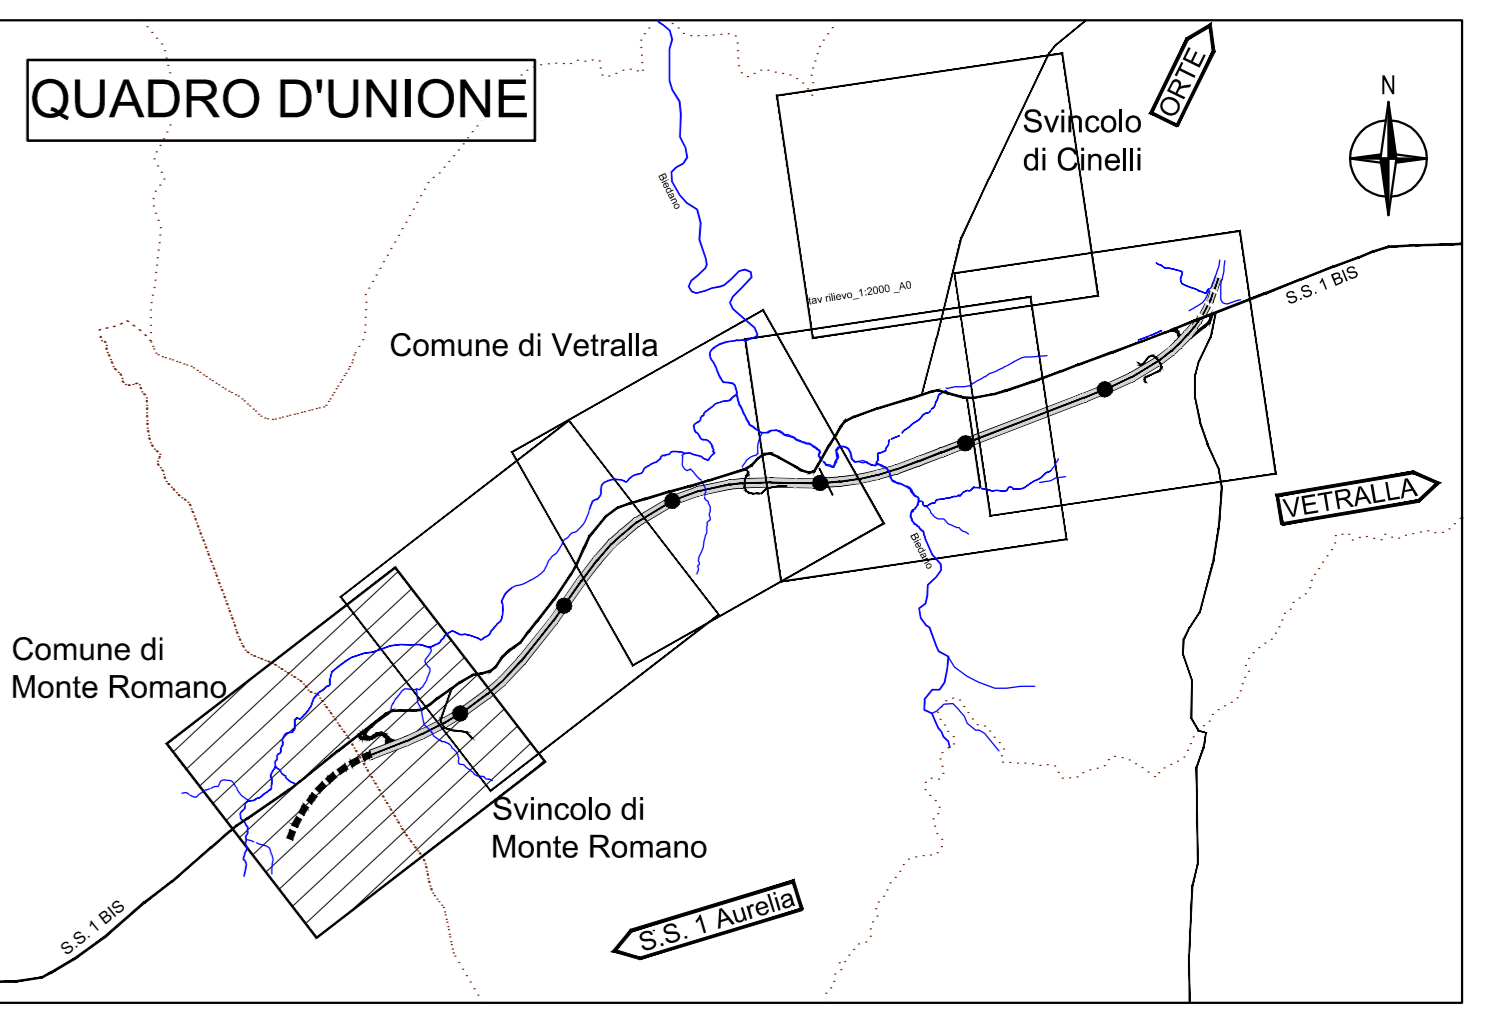 QUADRO D'UNIONE
ORTE
N
Svincolo
di Cinelli
Biedano
S.S. 1 BIS
tav rilievo_1:2000 _A0
Comune di Vetralla
VETRALLA
Biedano
Comune di
Monte Romano
Svincolo di
Monte Romano
S.S. 1 Aurelia
S.S. 1 BIS